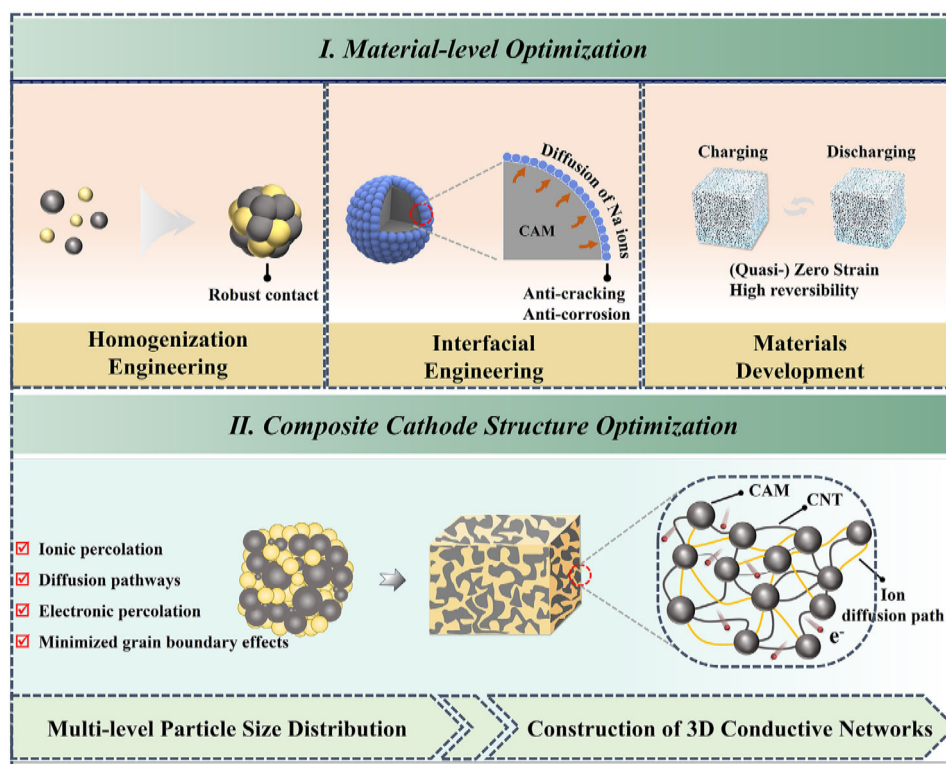 I. Material-level Optimization
Robust contact
Homogenization
Engineering
Diffusion of Na ions
CAM
Anti-cracking
Anti-corrosion
Interfacial
Engineering
Charging
Discharging
(Quasi-) Zero Strain
High reversibility
Materials
Development
II. Composite Cathode Structure Optimization
Ionic percolation
Diffusion pathways
Electronic percolation
Minimized grain boundary effects
CAM
CNT
Ion
diffusion path
e⁻
Multi-level Particle Size Distribution
Construction of 3D Conductive Networks